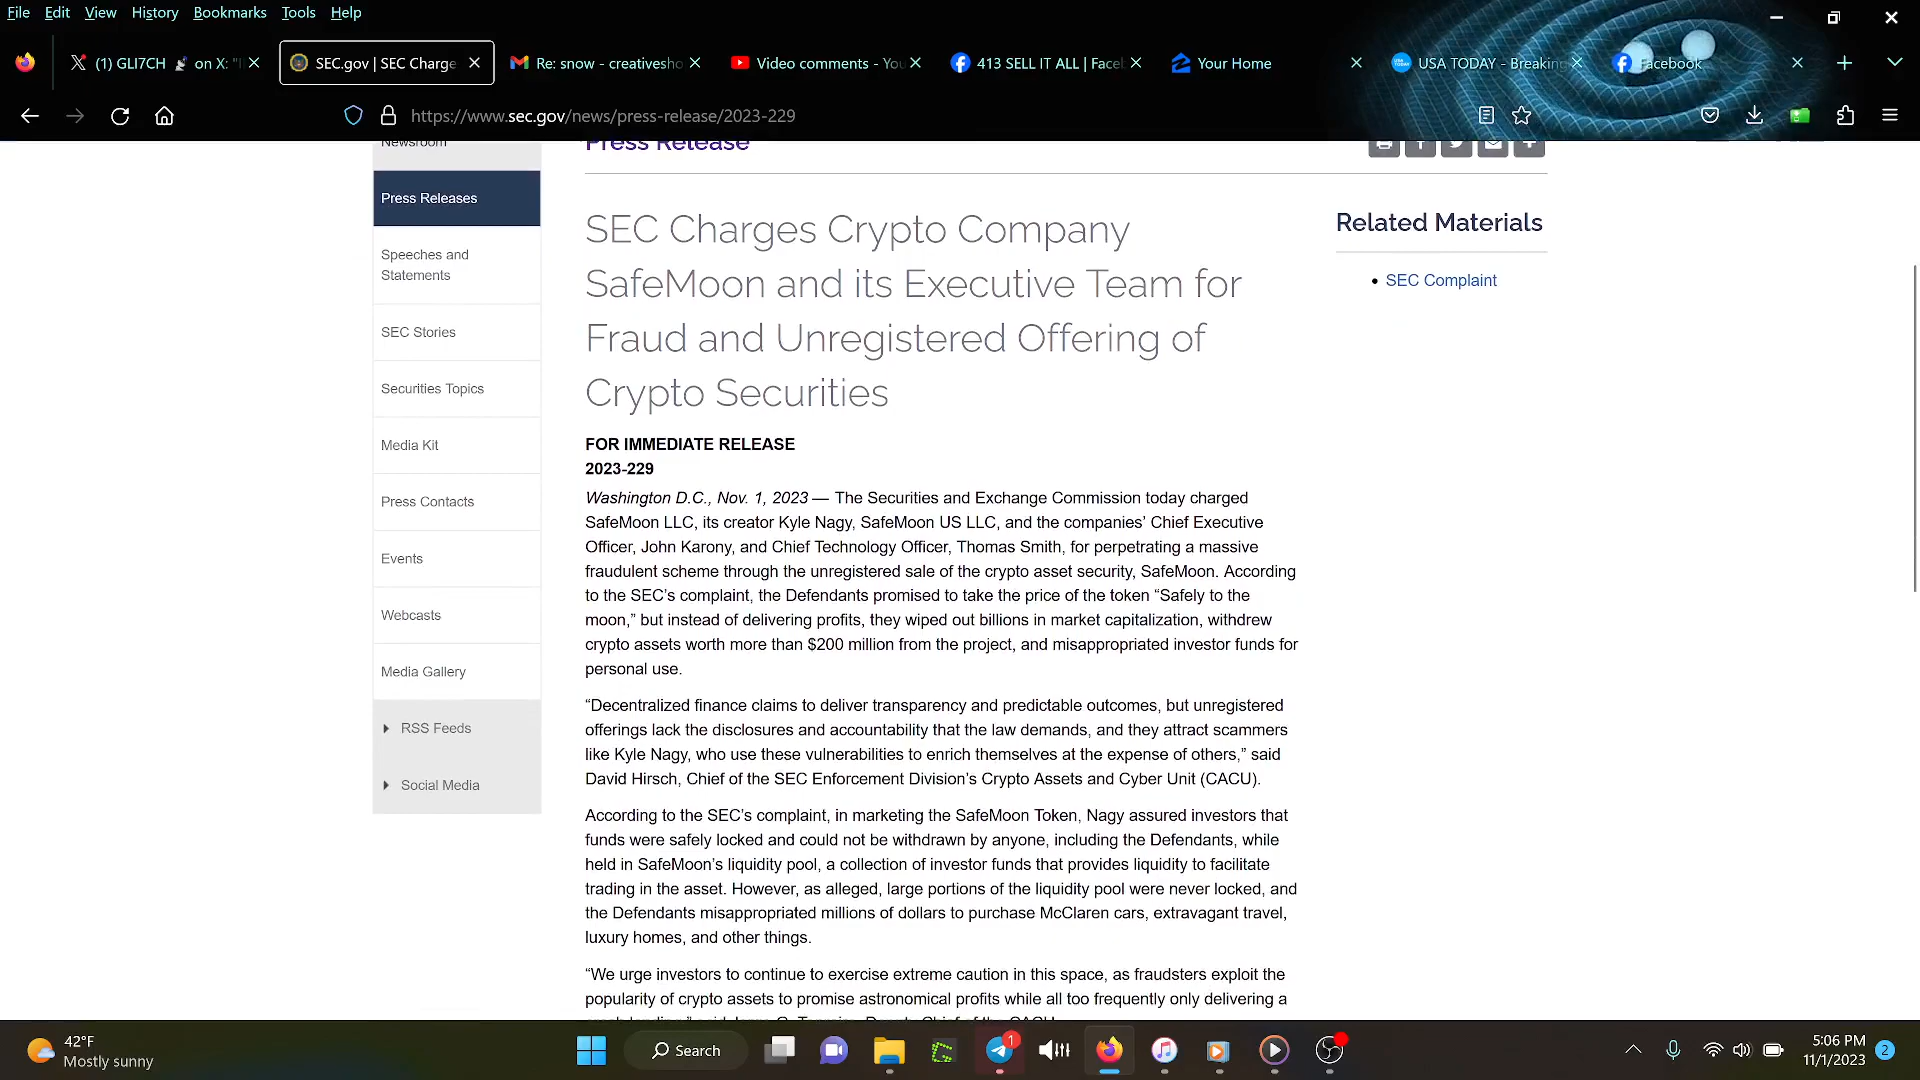 File Edit View History Bookmarks Tools Help
(1) GLI7CH on X: "I
SEC.gov | SEC Charge
Re: snow - creativesho
Video comments - You
413 SELL IT ALL | Face
Your Home
USA TODAY - Breaking
Facebook
https://www.sec.gov/news/press-release/2023-229
Newsroom
Press Releases
Speeches and
Statements
SEC Stories
Securities Topics
Media Kit
Press Contacts
Events
Webcasts
Media Gallery
RSS Feeds
Social Media
Press Release
SEC Charges Crypto Company
SafeMoon and its Executive Team for
Fraud and Unregistered Offering of
Crypto Securities
FOR IMMEDIATE RELEASE
2023-229
Washington D.C., Nov. 1, 2023 — The Securities and Exchange Commission today charged
SafeMoon LLC, its creator Kyle Nagy, SafeMoon US LLC, and the companies’ Chief Executive
Officer, John Karony, and Chief Technology Officer, Thomas Smith, for perpetrating a massive
fraudulent scheme through the unregistered sale of the crypto asset security, SafeMoon. According
to the SEC’s complaint, the Defendants promised to take the price of the token “Safely to the
moon,” but instead of delivering profits, they wiped out billions in market capitalization, withdrew
crypto assets worth more than $200 million from the project, and misappropriated investor funds for
personal use.
“Decentralized finance claims to deliver transparency and predictable outcomes, but unregistered
offerings lack the disclosures and accountability that the law demands, and they attract scammers
like Kyle Nagy, who use these vulnerabilities to enrich themselves at the expense of others,” said
David Hirsch, Chief of the SEC Enforcement Division’s Crypto Assets and Cyber Unit (CACU).
According to the SEC’s complaint, in marketing the SafeMoon Token, Nagy assured investors that
funds were safely locked and could not be withdrawn by anyone, including the Defendants, while
held in SafeMoon’s liquidity pool, a collection of investor funds that provides liquidity to facilitate
trading in the asset. However, as alleged, large portions of the liquidity pool were never locked, and
the Defendants misappropriated millions of dollars to purchase McClaren cars, extravagant travel,
luxury homes, and other things.
“We urge investors to continue to exercise extreme caution in this space, as fraudsters exploit the
popularity of crypto assets to promise astronomical profits while all too frequently only delivering a
Related Materials
SEC Complaint
42°F
Mostly sunny
Search
1
5:06 PM
11/1/2023
2